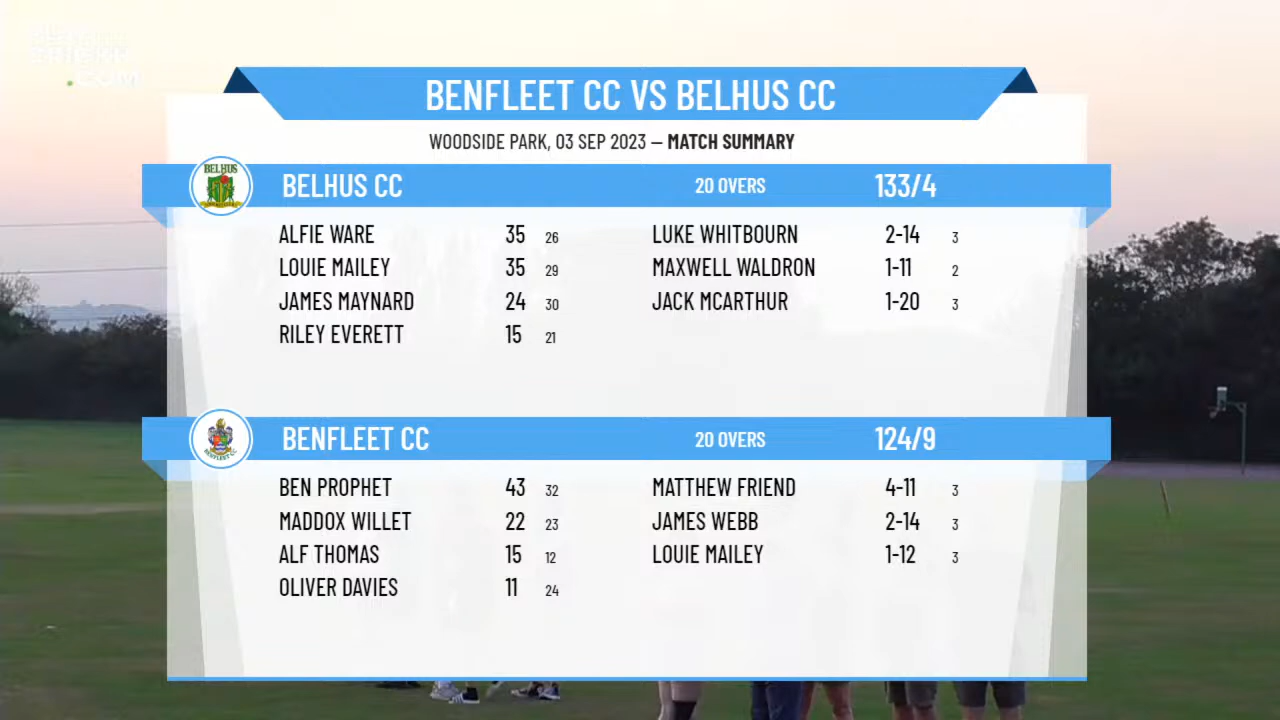 BENFLEET CC VS BELHUS CC
WOODSIDE PARK, 03 SEP 2023 – MATCH SUMMARY
BELHUS
BELHUS CC 20 OVERS 133/4
ALFIE WARE 35 26 LUKE WHITBOURN 2-14 3
LOUIE MAILEY 35 29 MAXWELL WALDRON 1-11 2
JAMES MAYNARD 24 30 JACK MCARTHUR 1-20 3
RILEY EVERETT 15 21
BENFLEET CC 20 OVERS 124/9
BENFLEET CC
BEN PROPHET 43 32 MATTHEW FRIEND 4-11 3
MADDOX WILLET 22 23 JAMES WEBB 2-14 3
ALF THOMAS 15 12 LOUIE MAILEY 1-12 3
OLIVER DAVIES 11 24
.COM